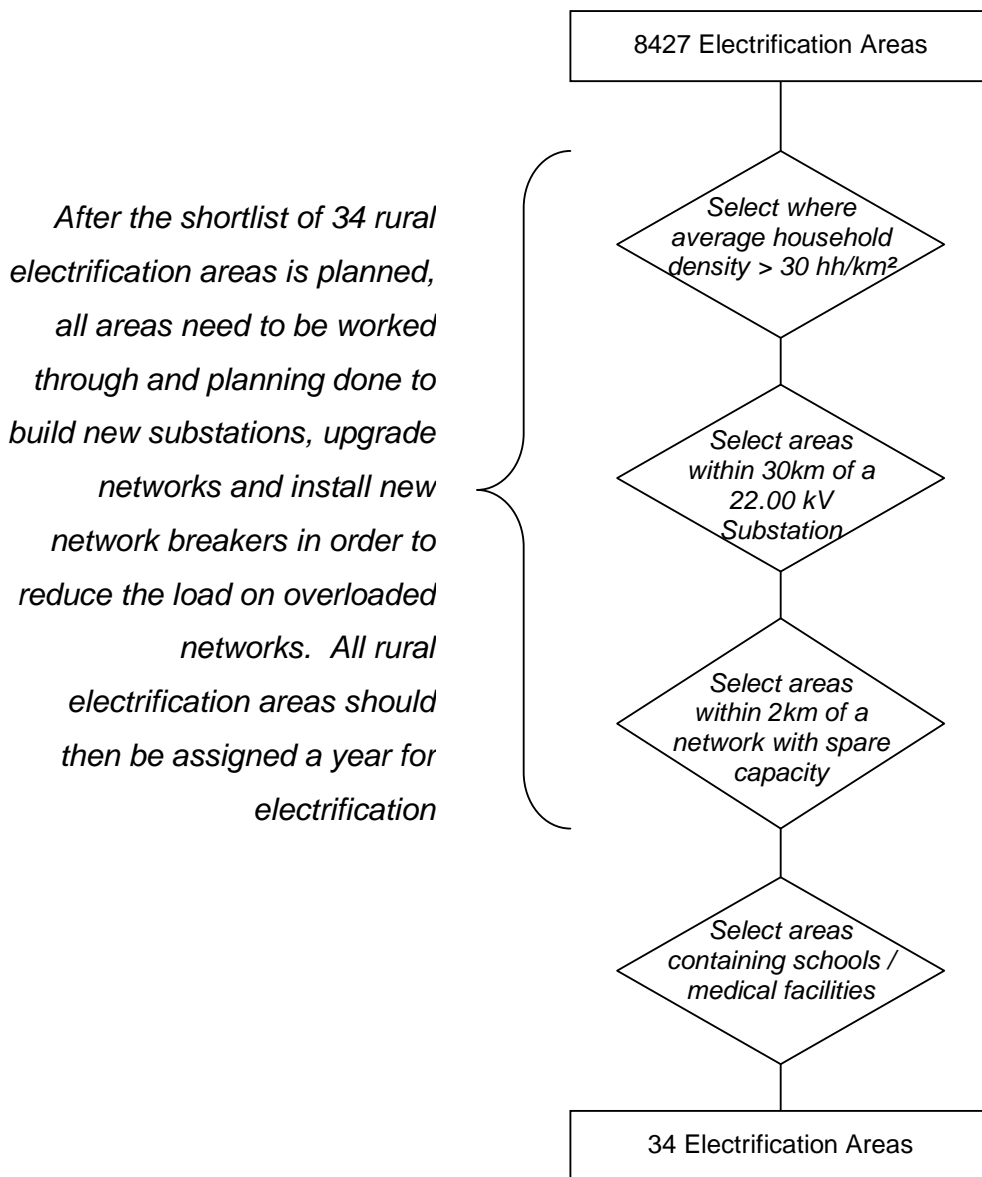 8427 Electrification Areas
After the shortlist of 34 rural
electrification areas is planned,
all areas need to be worked
through and planning done to
build new substations, upgrade
networks and install new
network breakers in order to
reduce the load on overloaded
networks.  All rural
electrification areas should
then be assigned a year for
electrification
Select where
average household
density > 30 hh/km²
Select areas
within 30km of a
22.00 kV
Substation
Select areas
within 2km of a
network with spare
capacity
Select areas
containing schools /
medical facilities
34 Electrification Areas